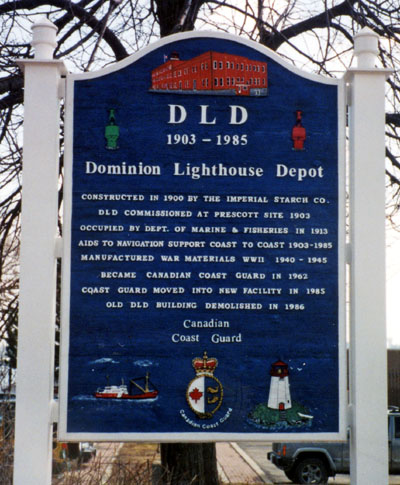 DLD
1903 - 1985
Dominion Lighthouse Depot
CONSTRUCTED IN 1900 BY THE IMPERIAL STARCH CO.
DLD COMMISSIONED AT PRESCOTT SITE 1903
OCCUPIED BY DEPT. OF MARINE & FISHERIES IN 1913
AIDS TO NAVIGATION SUPPORT COAST TO COAST 1903-1985
MANUFACTURED WAR MATERIALS WWII 1940 - 1945
BECAME CANADIAN COAST GUARD IN 1962
COAST GUARD MOVED INTO NEW FACILITY IN 1985
OLD DLD BUILDING DEMOLISHED IN 1986
Canadian
Coast Guard
Canadian Coast Guard